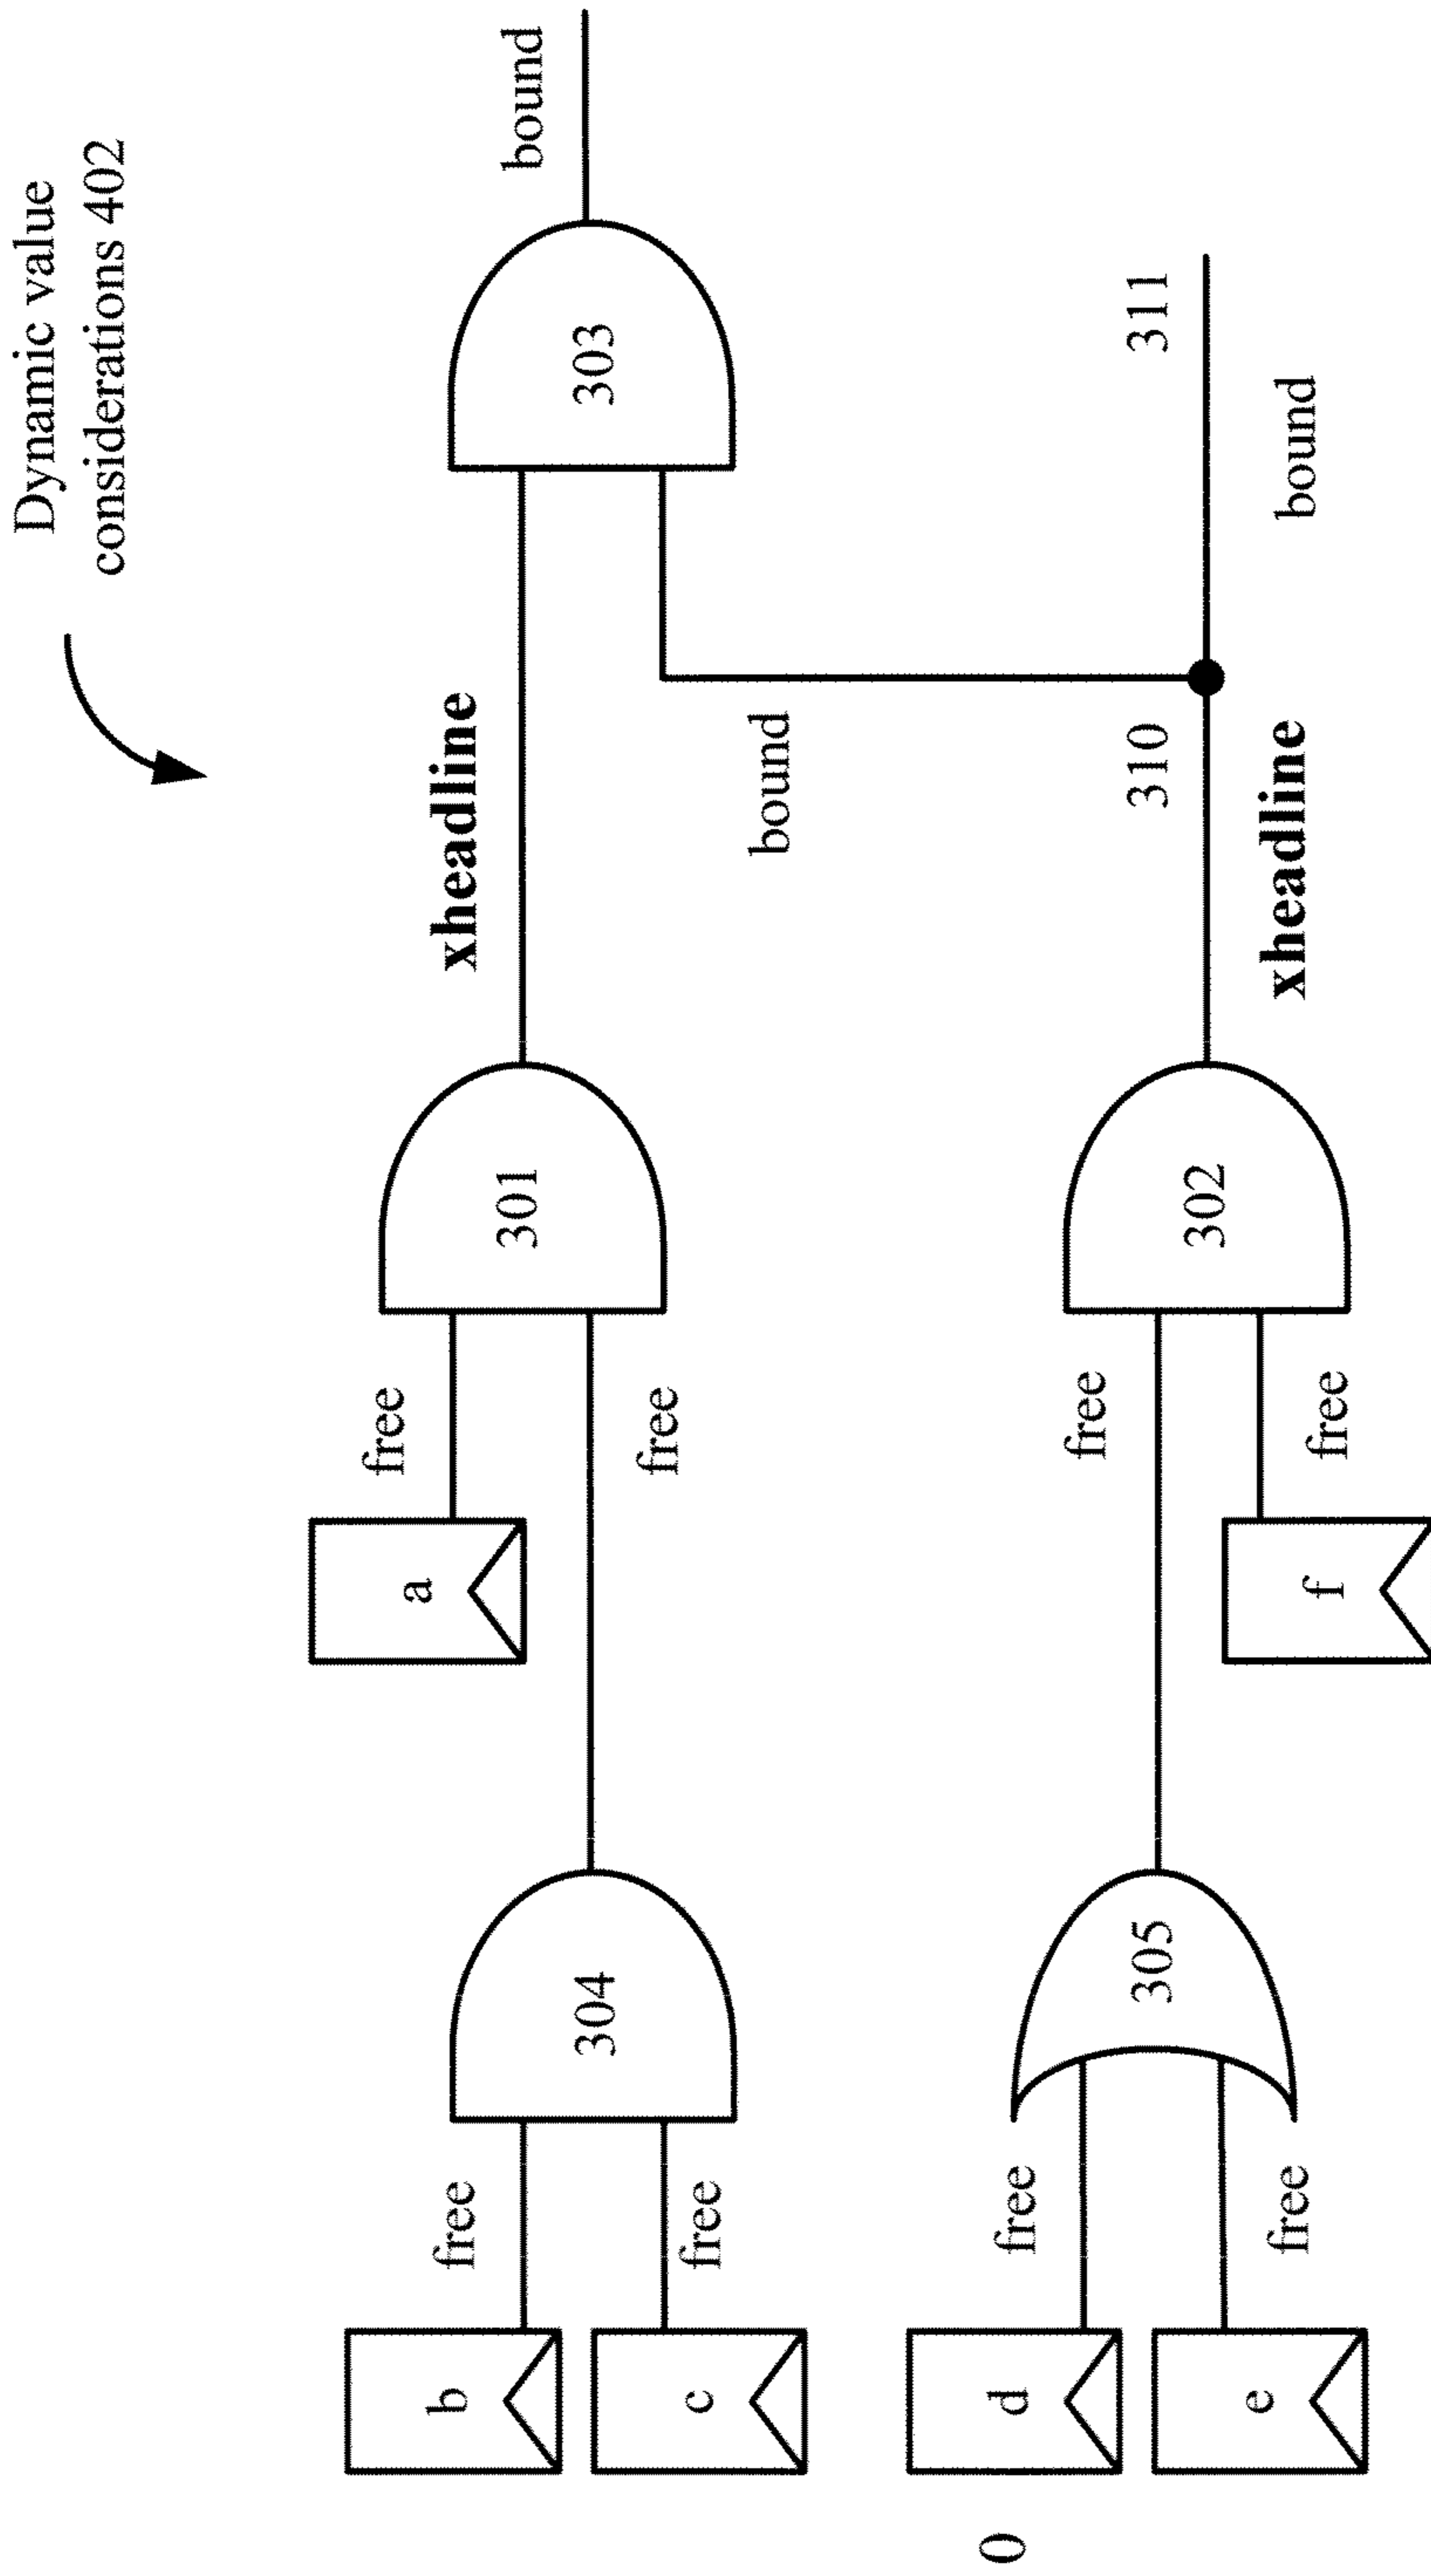 Dynamic value
considerations 402
b
free
c
free
304
a
free
free
301
xheadline
303
bound
bound
0
d
free
e
free
305
free
f
free
302
310
xheadline
311
bound